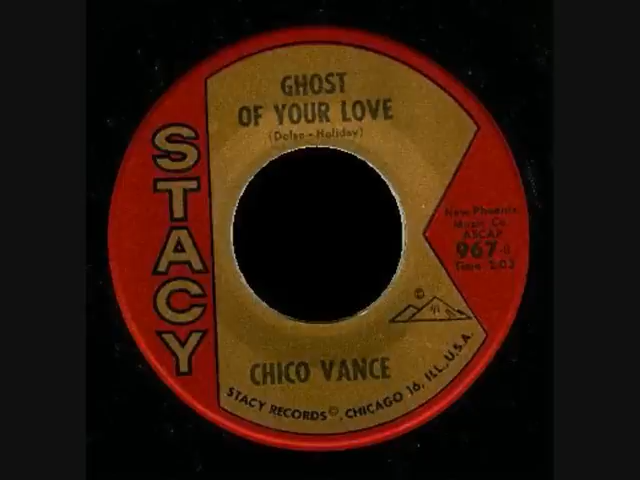 GHOST
OF YOUR LOVE
(Dolan - Holiday)
STACY
New Phoenix
Music Co.
ASCAP
967
Time 2:03
©
CHICO VANCE
STACY RECORDS©, CHICAGO 16, ILL., U.S.A.